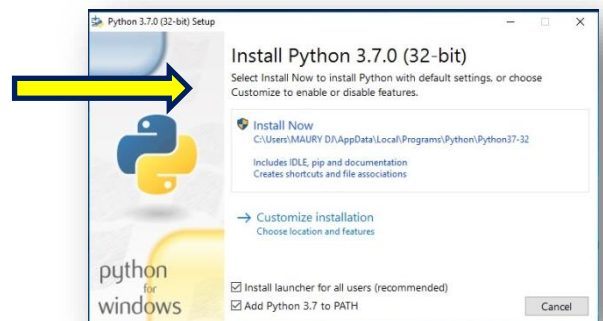 Python 3.7.0 (32-bit) Setup
Install Python 3.7.0 (32-bit)
Select Install Now to install Python with default settings, or choose
Customize to enable or disable features.
Install Now
C:\Users\MAURY DJ\AppData\Local\Programs\Python\Python37-32
Includes IDLE, pip and documentation
Creates shortcuts and file associations
Customize installation
Choose location and features
python
for
windows
Install launcher for all users (recommended)
Add Python 3.7 to PATH
Cancel